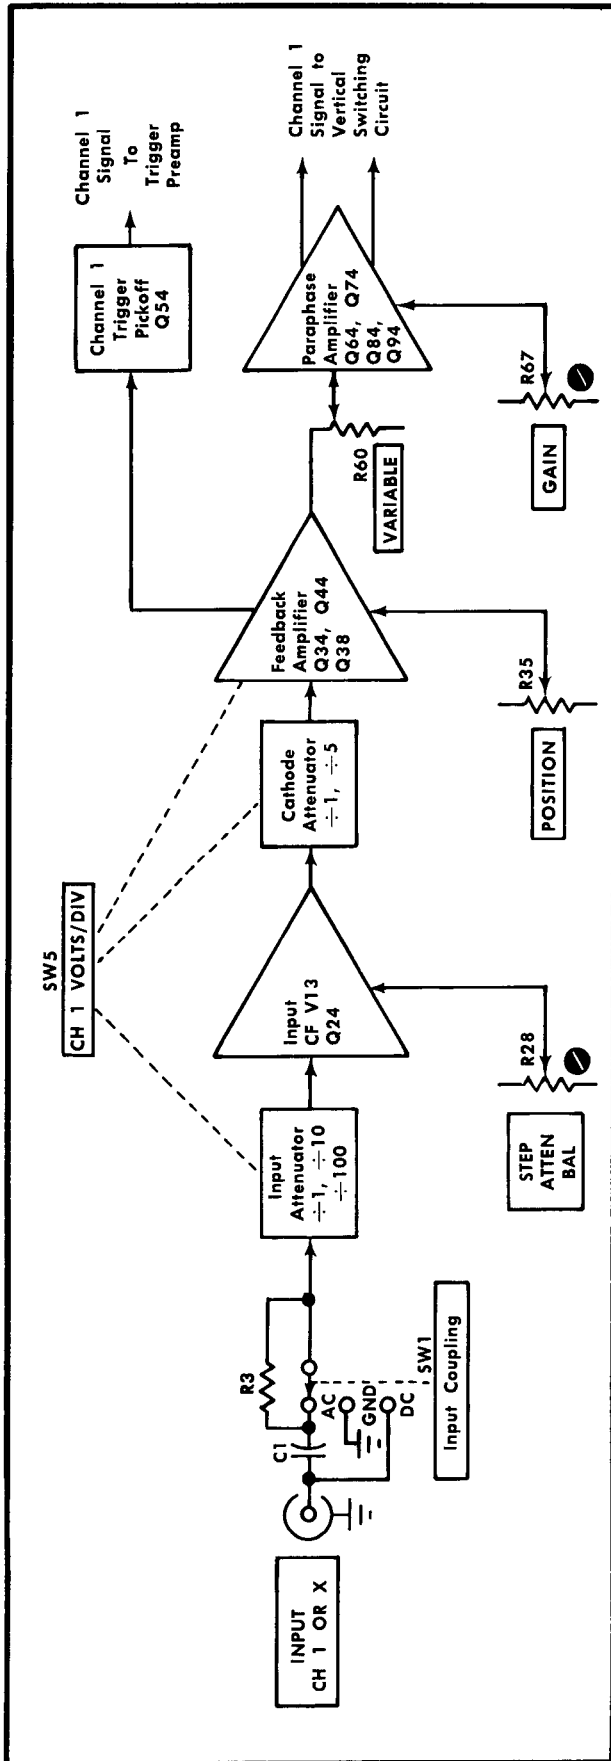 INPUT
CH 1 OR X
C1
R3
AC
GND
DC
SW1
Input Coupling
Input
Attenuator
÷1, ÷10
÷100
SW5
CH 1 VOLTS/DIV
Input
CF V13
Q24
R28
STEP
ATTEN
BAL
Cathode
Attenuator
÷1, ÷5
Feedback
Amplifier
Q34, Q44
Q38
R35
POSITION
Channel 1
Trigger
Pickoff
Q54
Channel 1
Signal
To
Trigger
Preamp
R60
VARIABLE
Paraphase
Amplifier
Q64, Q74
Q84,
Q94
R67
GAIN
Channel 1
Signal to
Vertical
Switching
Circuit